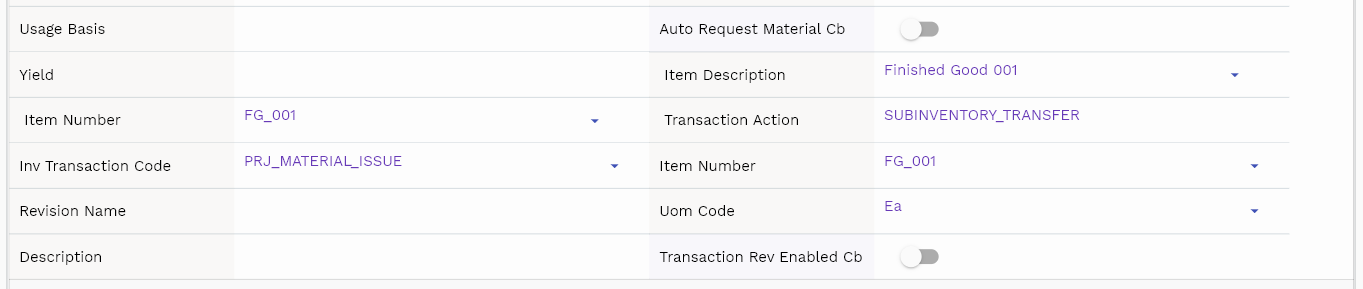 Usage Basis Auto Request Material Cb
Yield Item Description Finished Good 001
Item Number FG_001 Transaction Action SUBINVENTORY_TRANSFER
Inv Transaction Code PRJ_MATERIAL_ISSUE Item Number FG_001
Revision Name Uom Code Ea
Description Transaction Rev Enabled Cb